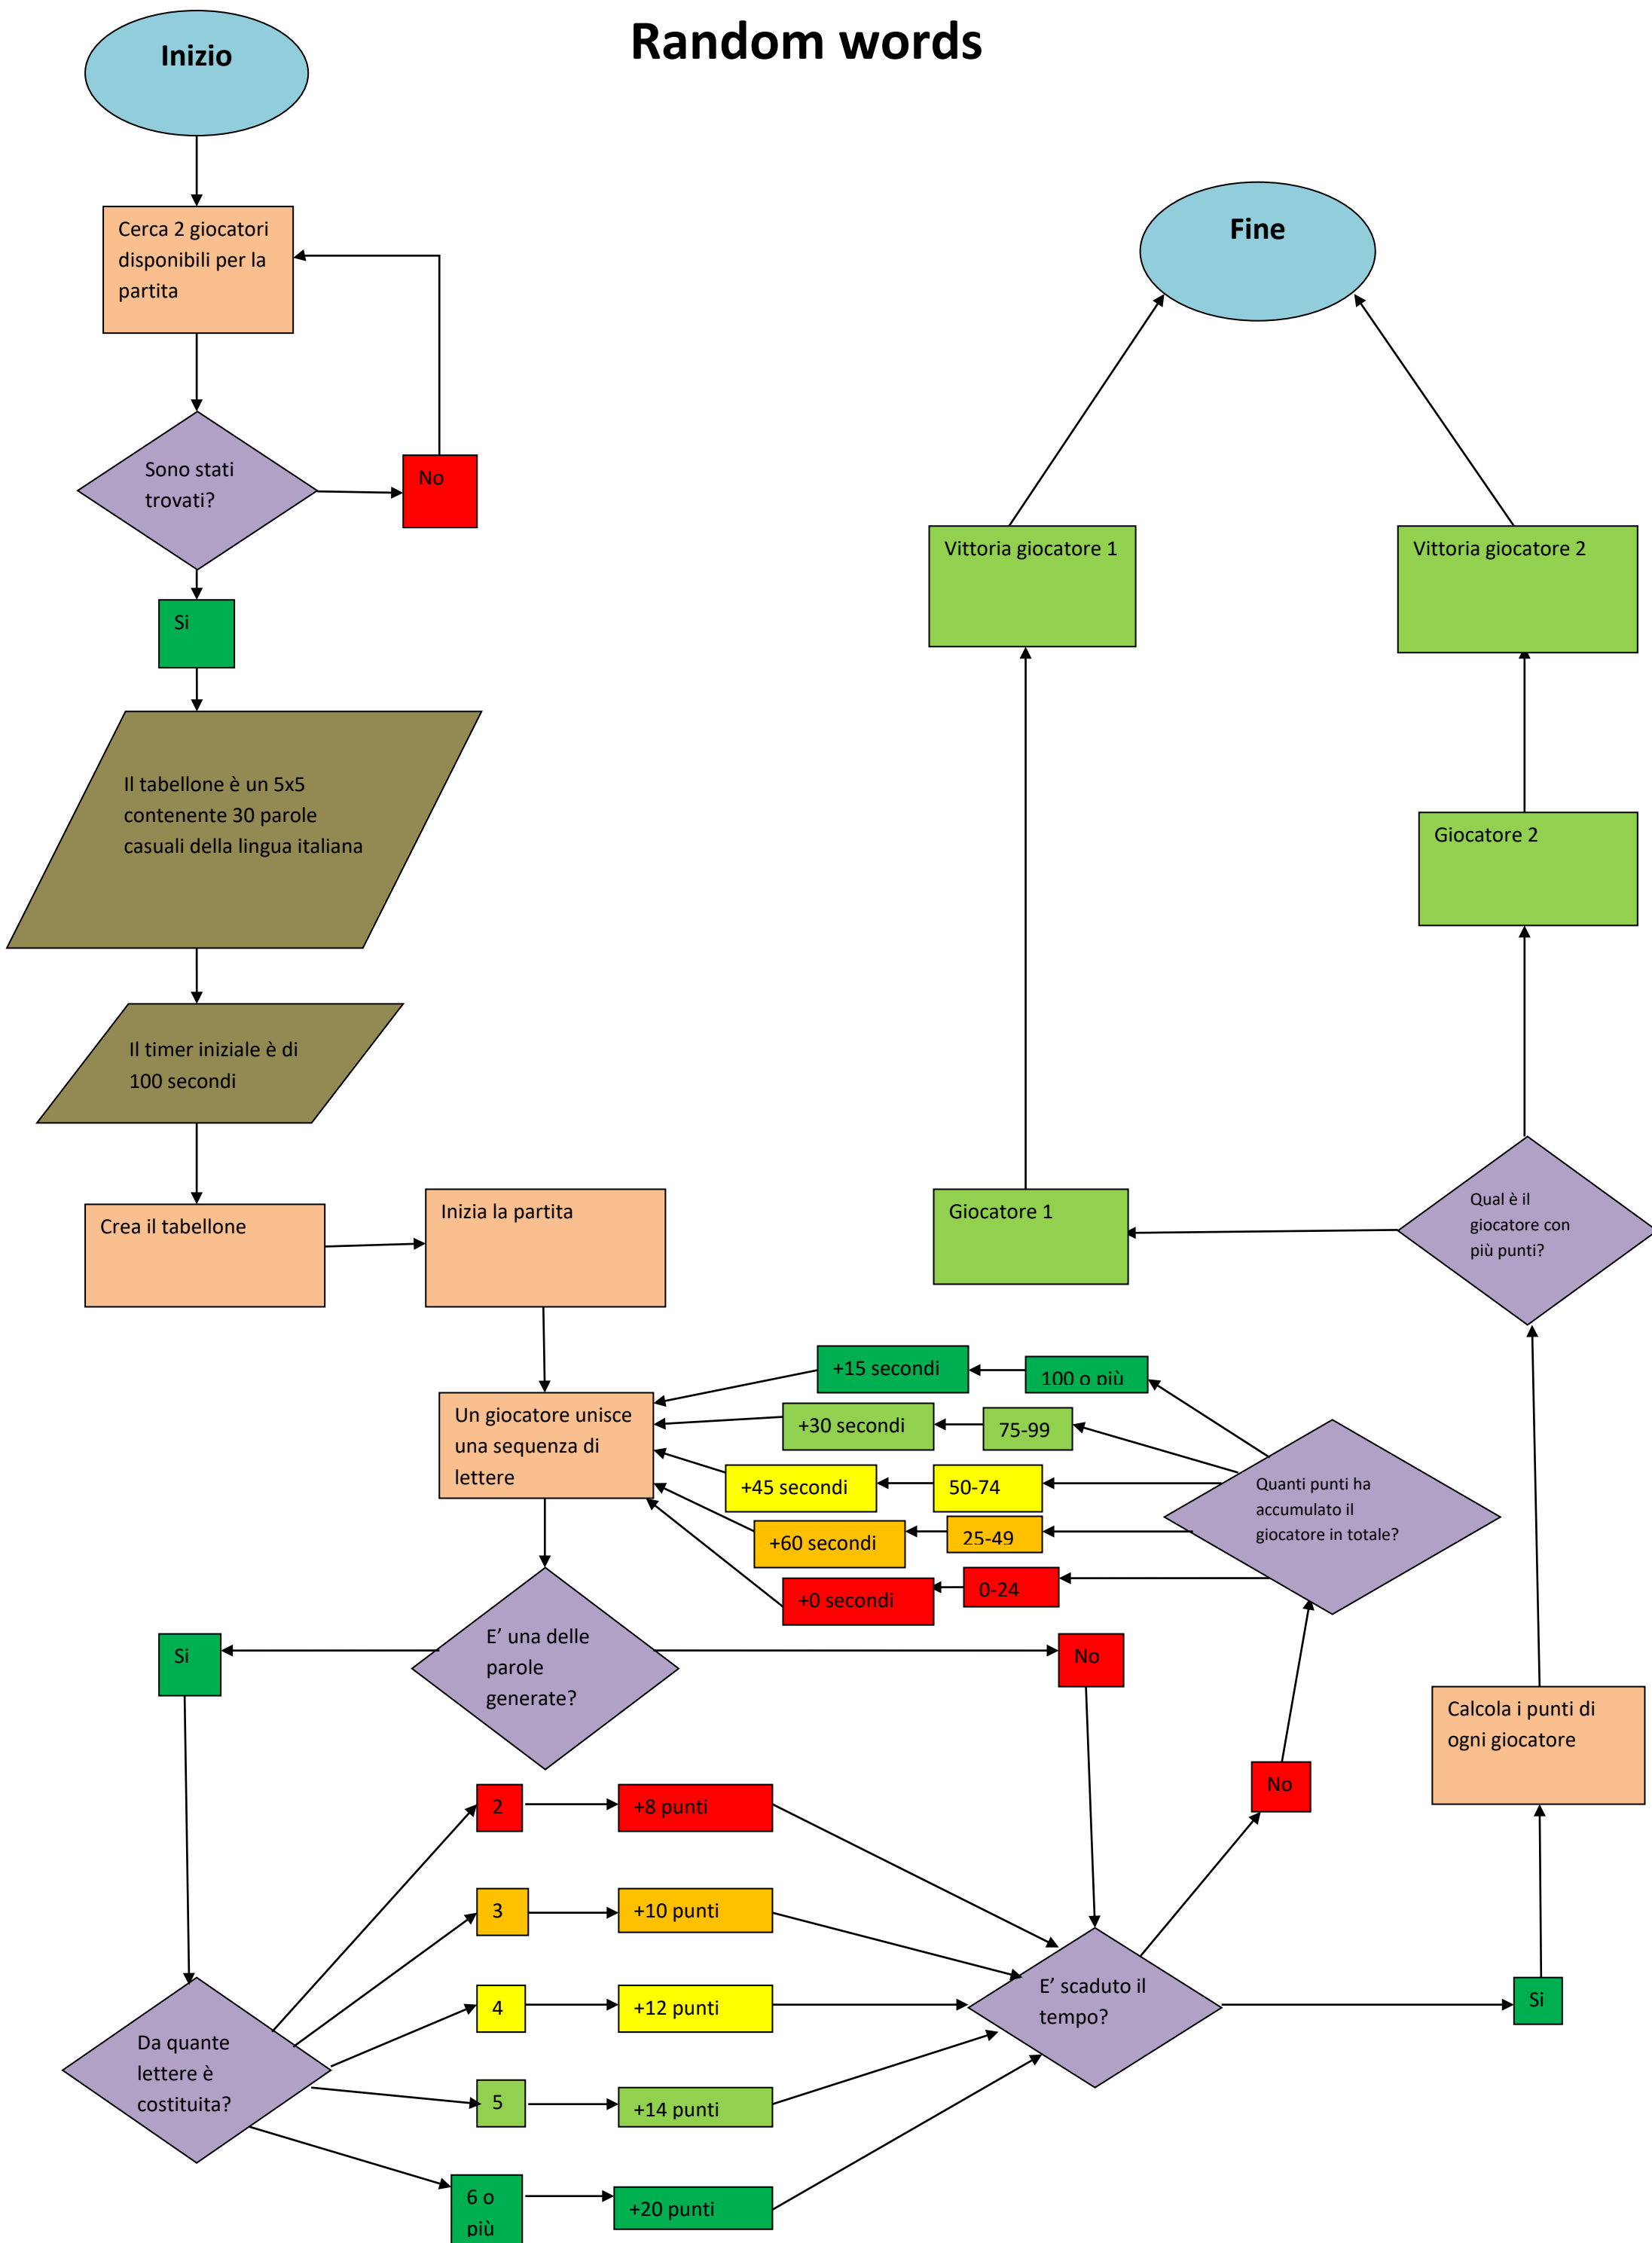 Random words
Inizio
Cerca 2 giocatori
disponibili per la
partita
Sono stati
trovati?
No
Si
Il tabellone è un 5x5
contenente 30 parole
casuali della lingua italiana
Il timer iniziale è di
100 secondi
Crea il tabellone
Inizia la partita
Un giocatore unisce
una sequenza di
lettere
E’ una delle
parole
generate?
Si
No
Da quante
lettere è
costituita?
2
+8 punti
3
+10 punti
4
+12 punti
5
+14 punti
6 o
più
+20 punti
E’ scaduto il
tempo?
No
Si
Quanti punti ha
accumulato il
giocatore in totale?
100 o più
+15 secondi
75-99
+30 secondi
50-74
+45 secondi
25-49
+60 secondi
0-24
+0 secondi
Calcola i punti di
ogni giocatore
Qual è il
giocatore con
più punti?
Giocatore 1
Giocatore 2
Vittoria giocatore 1
Vittoria giocatore 2
Fine